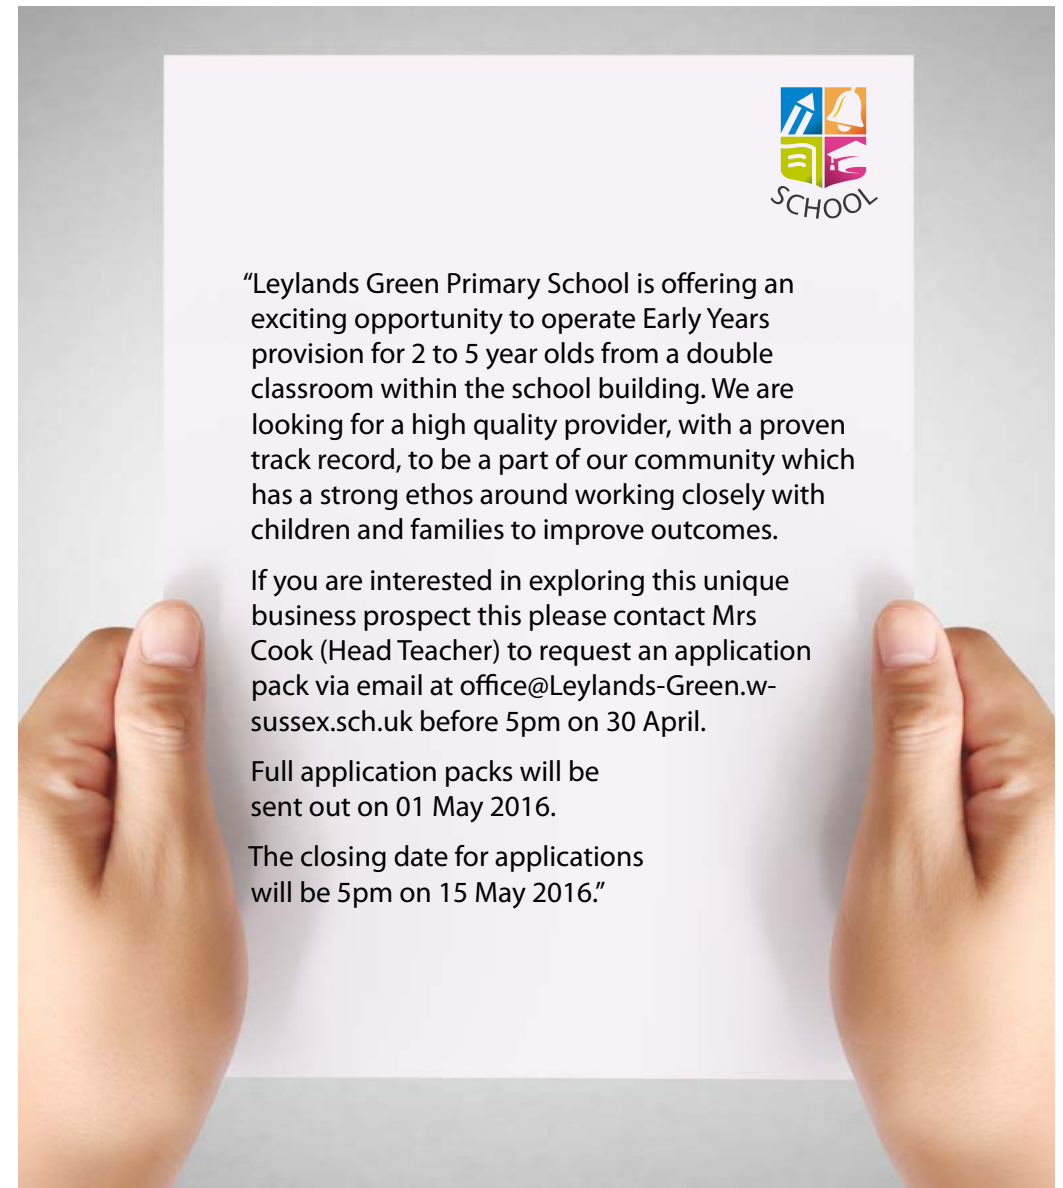 SCHOOL
“Leylands Green Primary School is offering an
exciting opportunity to operate Early Years
provision for 2 to 5 year olds from a double
classroom within the school building. We are
looking for a high quality provider, with a proven
track record, to be a part of our community which
has a strong ethos around working closely with
children and families to improve outcomes.
If you are interested in exploring this unique
business prospect this please contact Mrs
Cook (Head Teacher) to request an application
pack via email at office@Leylands-Green.w-
sussex.sch.uk before 5pm on 30 April.
Full application packs will be
sent out on 01 May 2016.
The closing date for applications
will be 5pm on 15 May 2016.”